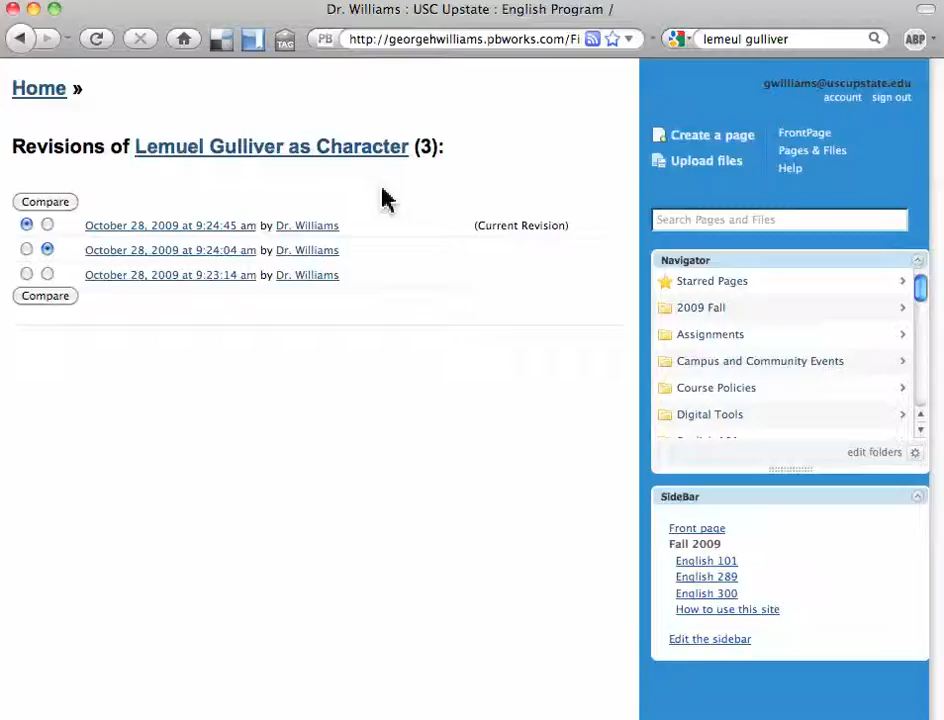 Dr. Williams : USC Upstate : English Program /
TAG
PB http://georgehwilliams.pbworks.com/Fi
lemeul gulliver
ABP
Home »
Revisions of Lemuel Gulliver as Character (3):
Compare
October 28, 2009 at 9:24:45 am by Dr. Williams (Current Revision)
October 28, 2009 at 9:24:04 am by Dr. Williams
October 28, 2009 at 9:23:14 am by Dr. Williams
Compare
gwilliams@uscupstate.edu
account sign out
Create a page
Upload files
FrontPage
Pages & Files
Help
Search Pages and Files
Navigator
Starred Pages
2009 Fall
Assignments
Campus and Community Events
Course Policies
Digital Tools
edit folders
SideBar
Front page
Fall 2009
English 101
English 289
English 300
How to use this site
Edit the sidebar